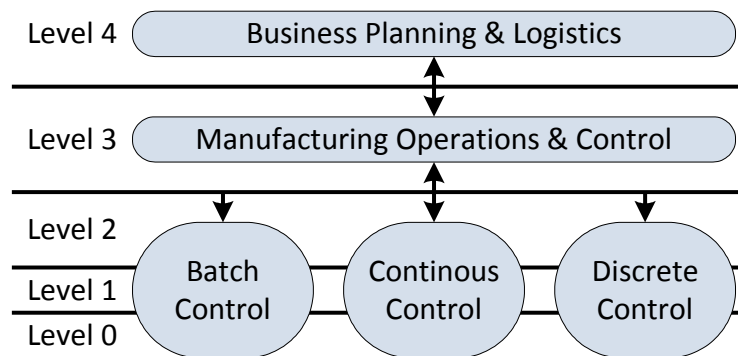 Level 4
Business Planning & Logistics
Level 3
Manufacturing Operations & Control
Level 2
Batch
Control
Continous
Control
Discrete
Control
Level 1
Level 0